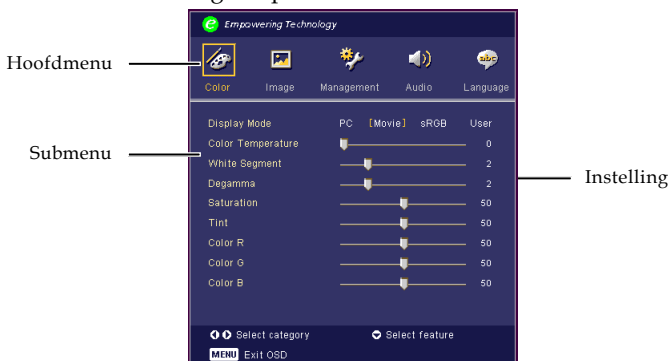 Empowering Technology
Hoofdmenu
Color Image Management Audio Language
Display Mode PC [Movie] sRGB User
Color Temperature 0
Submenu
White Segment 2
Instelling
Degamma 2
Saturation 50
Tint 50
Color R 50
Color G 50
Color B 50
Select category Select feature
MENU Exit OSD